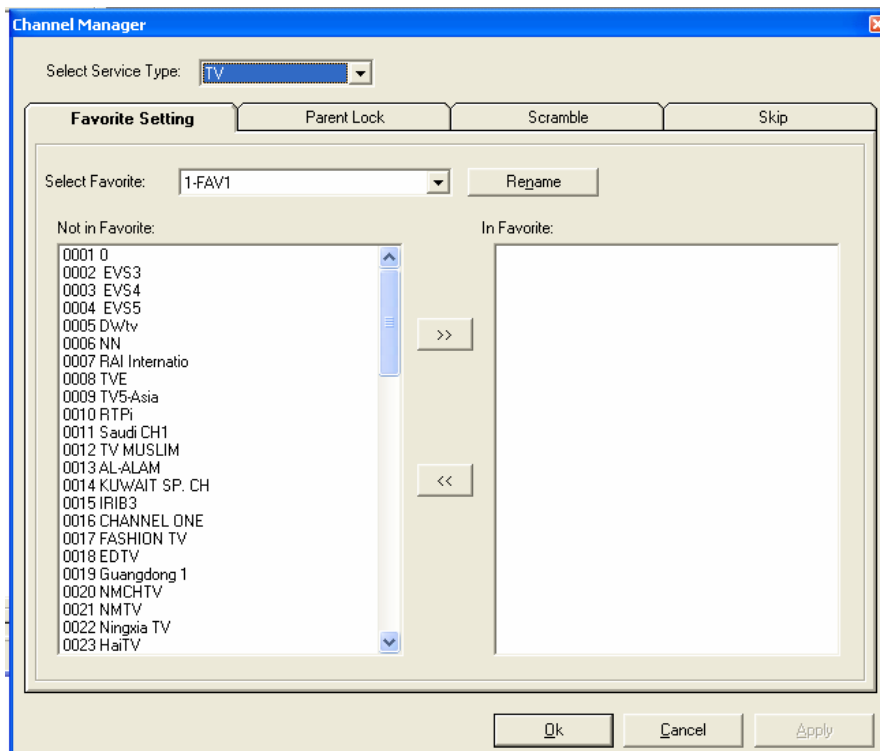 Channel Manager
Select Service Type: TV
Favorite Setting
Parent Lock
Scramble
Skip
Select Favorite: 1-FAV1
Rename
Not in Favorite:
0001 0
0002 EVS3
0003 EVS4
0004 EVS5
0005 DWtv
0006 NN
0007 RAI Internatio
0008 TVE
0009 TV5-Asia
0010 RTPi
0011 Saudi CH1
0012 TV MUSLIM
0013 AL-ALAM
0014 KUWAIT SP. CH
0015 IRIB3
0016 CHANNEL ONE
0017 FASHION TV
0018 EDTV
0019 Guangdong 1
0020 NMCHTV
0021 NMTV
0022 Ningxia TV
0023 HaiTV
>>
<<
In Favorite:
Ok
Cancel
Apply